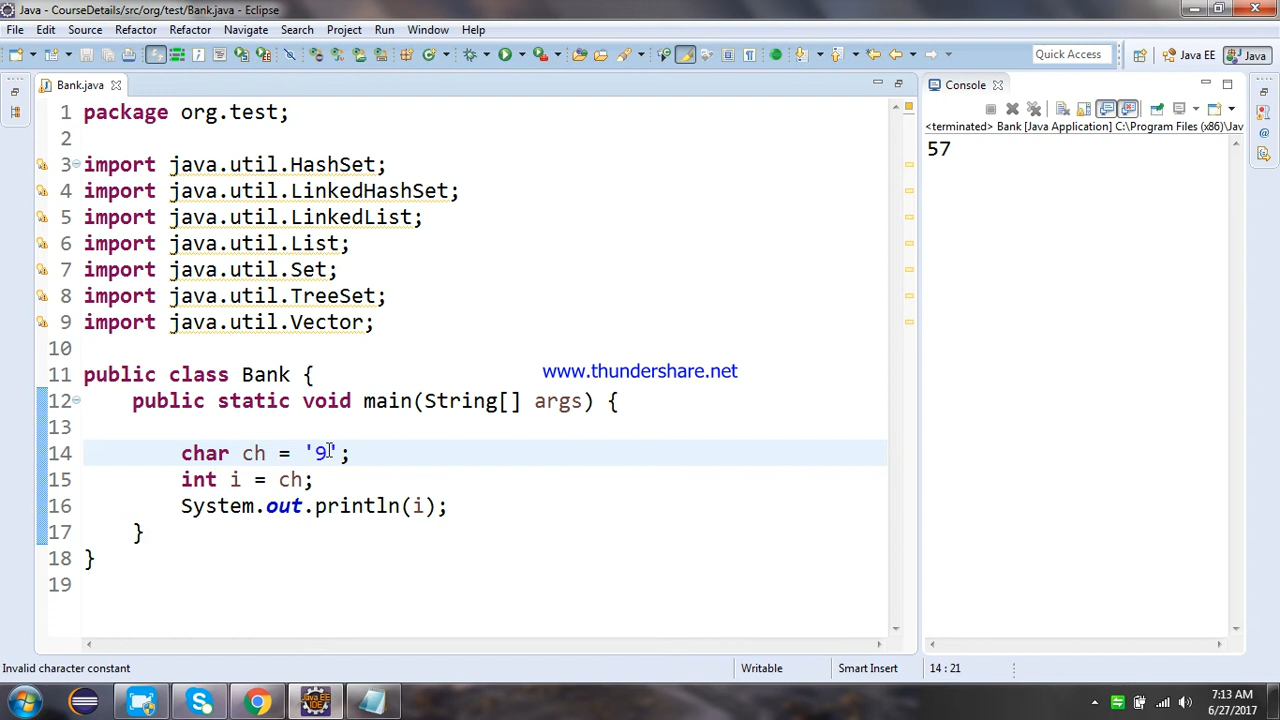 Java - CourseDetails/src/org/test/Bank.java - Eclipse
File Edit Source Refactor Refactor Navigate Search Project Run Window Help
Quick Access
Java EE
Java
Bank.java
Console
<terminated> Bank [Java Application] C:\Program Files (x86)\Jav
57
1 package org.test;
2
3 import java.util.HashSet;
4 import java.util.LinkedHashSet;
5 import java.util.LinkedList;
6 import java.util.List;
7 import java.util.Set;
8 import java.util.TreeSet;
9 import java.util.Vector;
10
11 public class Bank {
www.thundershare.net
12 public static void main(String[] args) {
13
14 char ch = '9';
15 int i = ch;
16 System.out.println(i);
17 }
18 }
19
Invalid character constant
Writable
Smart Insert
14 : 21
7:13 AM
6/27/2017